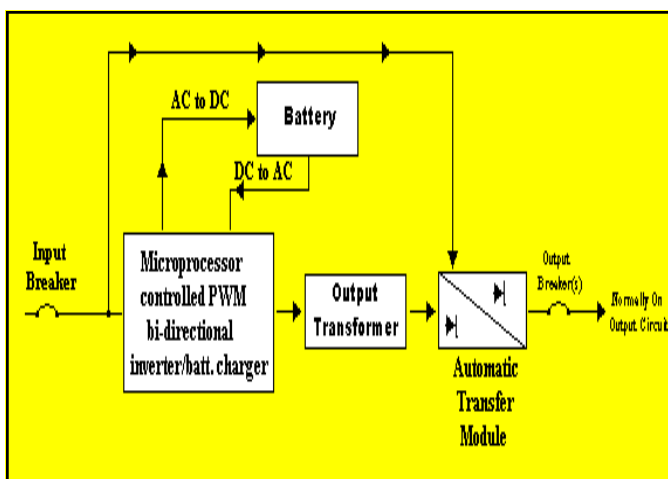 AC to DC
Battery
DC to AC
Input
Breaker
Microprocessor
controlled PWM
bi-directional
inverter/batt. charger
Output
Transformer
Output
Breaker(s)
Normally On
Output Circuit
Automatic
Transfer
Module